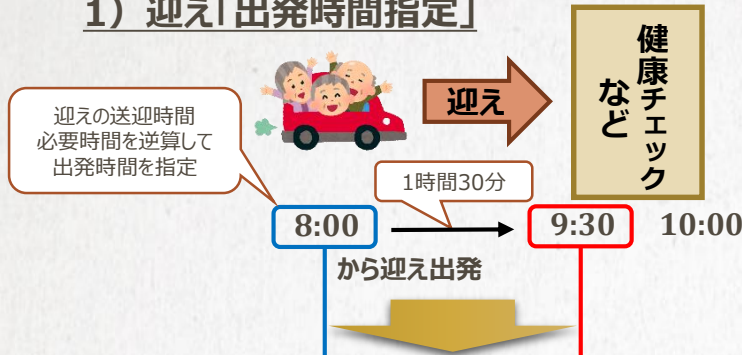 1）迎え「出発時間指定」
迎えの送迎時間
必要時間を逆算して
出発時間を指定
迎え
健康チェック
など
1時間30分
8:00
9:30
10:00
から迎え出発